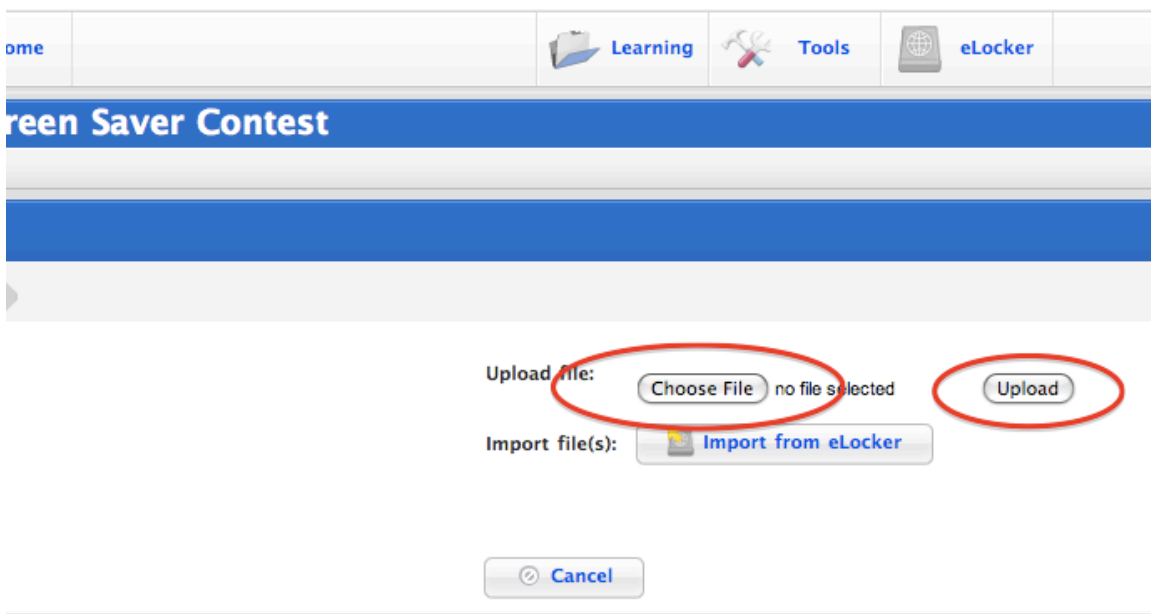 ome Learning Tools eLocker
reen Saver Contest
Upload file: Choose File no file selected Upload
Import file(s): Import from eLocker
Cancel